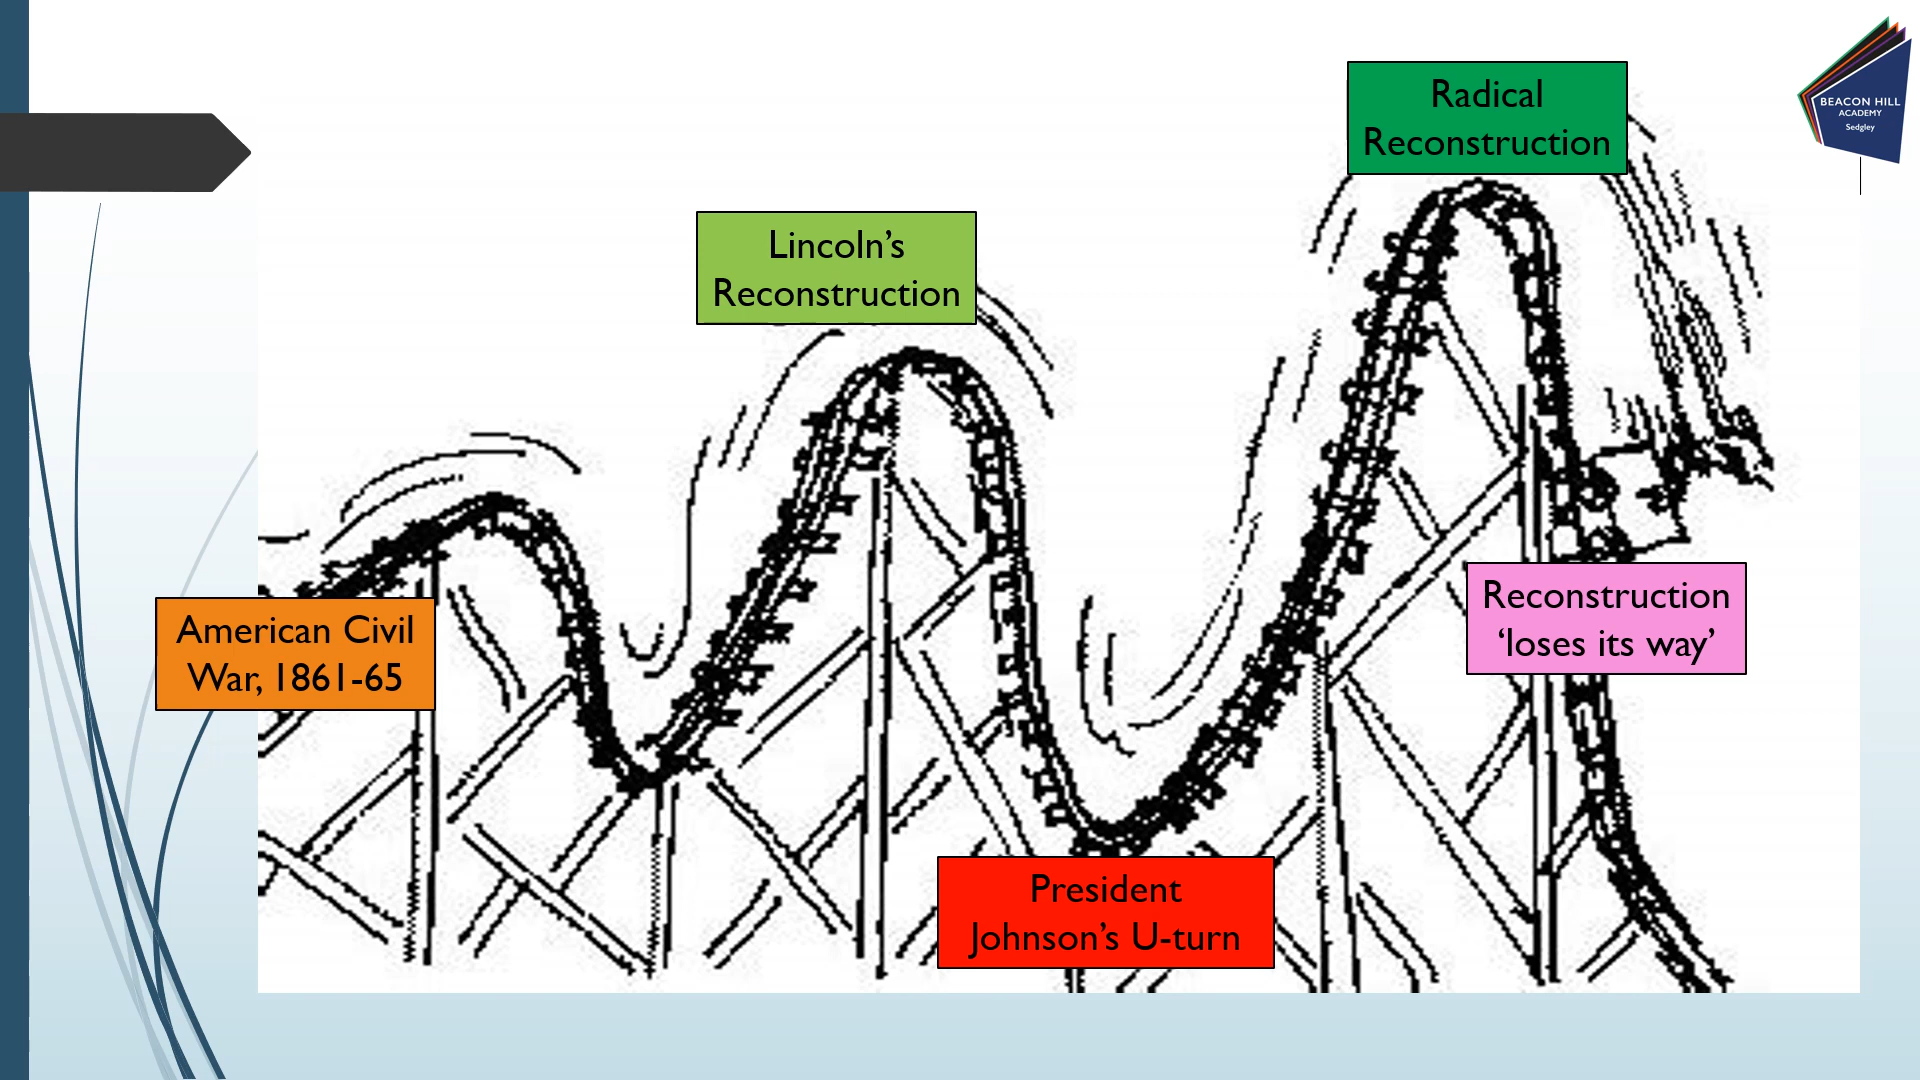 Radical
Reconstruction
BEACON HILL
ACADEMY
Sedgley
Lincoln’s
Reconstruction
American Civil
War, 1861-65
Reconstruction
‘loses its way’
President
Johnson’s U-turn